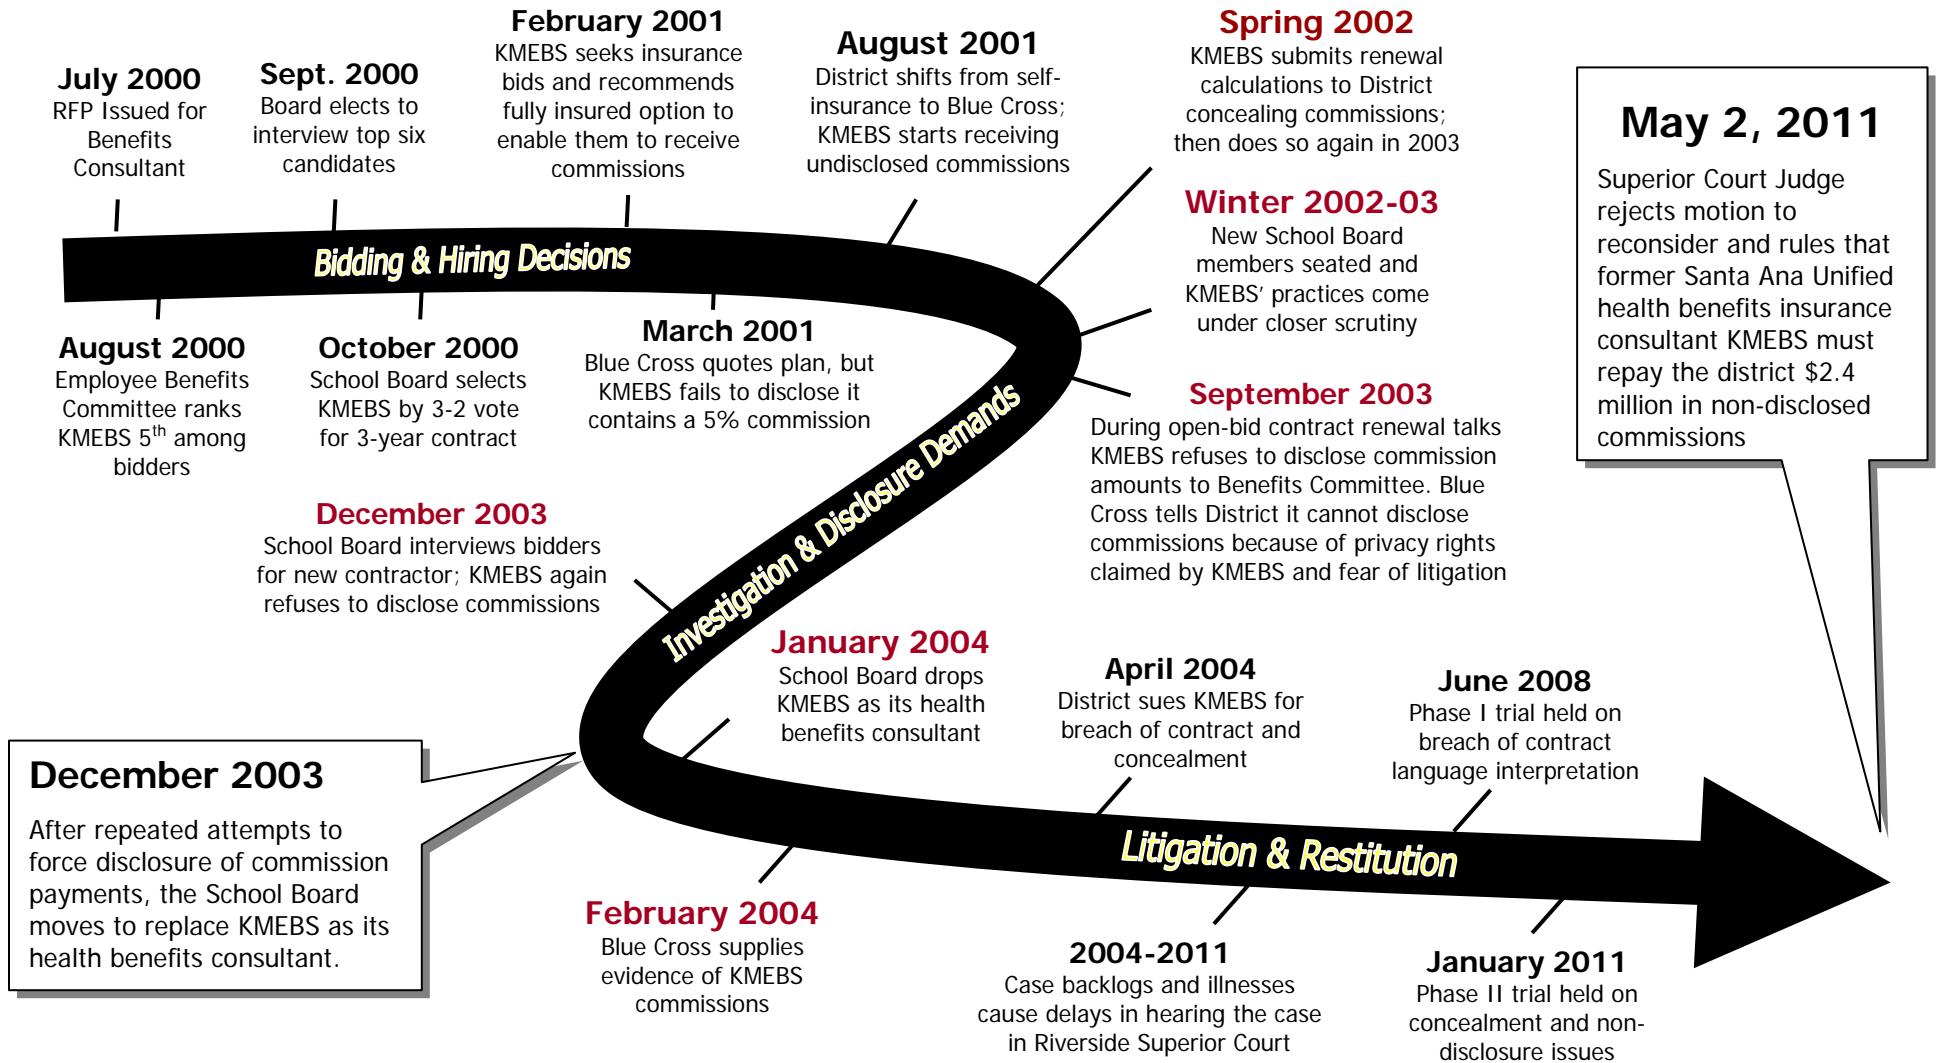 July 2000
RFP Issued for
Benefits
Consultant
August 2000
Employee Benefits
Committee ranks
KMEBS 5th among
bidders
Sept. 2000
Board elects to
interview top six
candidates
October 2000
School Board selects
KMEBS by 3-2 vote
for 3-year contract
February 2001
KMEBS seeks insurance
bids and recommends
fully insured option to
enable them to receive
commissions
March 2001
Blue Cross quotes plan, but
KMEBS fails to disclose it
contains a 5% commission
August 2001
District shifts from self-
insurance to Blue Cross;
KMEBS starts receiving
undisclosed commissions
Bidding & Hiring Decisions
Spring 2002
KMEBS submits renewal
calculations to District
concealing commissions;
then does so again in 2003
Winter 2002-03
New School Board
members seated and
KMEBS' practices come
under closer scrutiny
September 2003
During open-bid contract renewal talks
KMEBS refuses to disclose commission
amounts to Benefits Committee. Blue
Cross tells District it cannot disclose
commissions because of privacy rights
claimed by KMEBS and fear of litigation
Investigation & Disclosure Demands
December 2003
School Board interviews bidders
for new contractor; KMEBS again
refuses to disclose commissions
December 2003
After repeated attempts to
force disclosure of commission
payments, the School Board
moves to replace KMEBS as its
health benefits consultant.
January 2004
School Board drops
KMEBS as its health
benefits consultant
February 2004
Blue Cross supplies
evidence of KMEBS
commissions
April 2004
District sues KMEBS for
breach of contract and
concealment
Litigation & Restitution
2004-2011
Case backlogs and illnesses
cause delays in hearing the case
in Riverside Superior Court
June 2008
Phase I trial held on
breach of contract
language interpretation
January 2011
Phase II trial held on
concealment and non-
disclosure issues
May 2, 2011
Superior Court Judge
rejects motion to
reconsider and rules that
former Santa Ana Unified
health benefits insurance
consultant KMEBS must
repay the district $2.4
million in non-disclosed
commissions